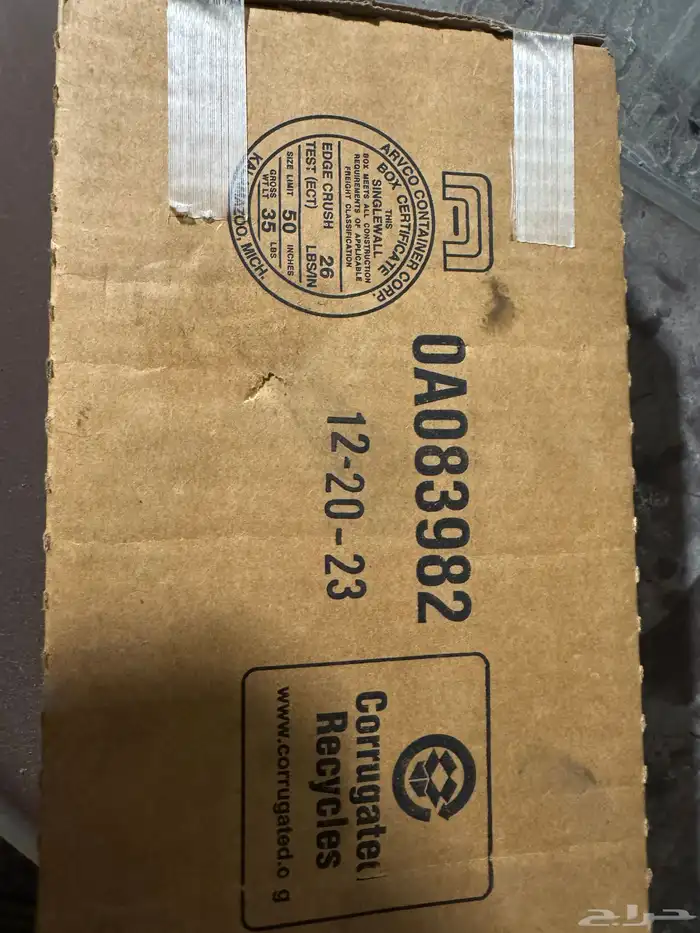 ARVCO CONTAINER CORP.
BOX CERTIFICATE
THIS
SINGLEWALL
BOX MEETS ALL CONSTRUCTION
REQUIREMENTS OF APPLICABLE
FREIGHT CLASSIFICATION
EDGE CRUSH
TEST (ECT) 26 LBS/IN
SIZE LIMIT 50 INCHES
GROSS
WT LT 35 LBS
MICH.
0A083982
12-20-23
Corrugated
Recycles
www.corrugated.o g
حراج